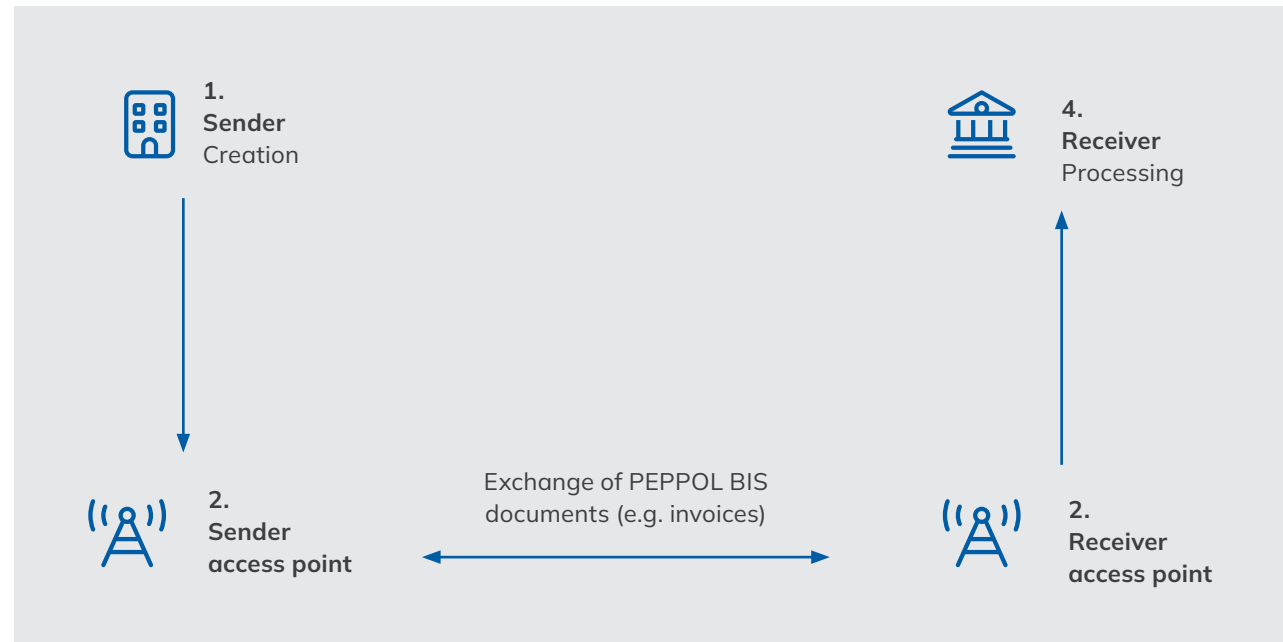 1.
Sender
Creation
2.
Sender
access point
Exchange of PEPPOL BIS
documents (e.g. invoices)
2.
Receiver
access point
4.
Receiver
Processing